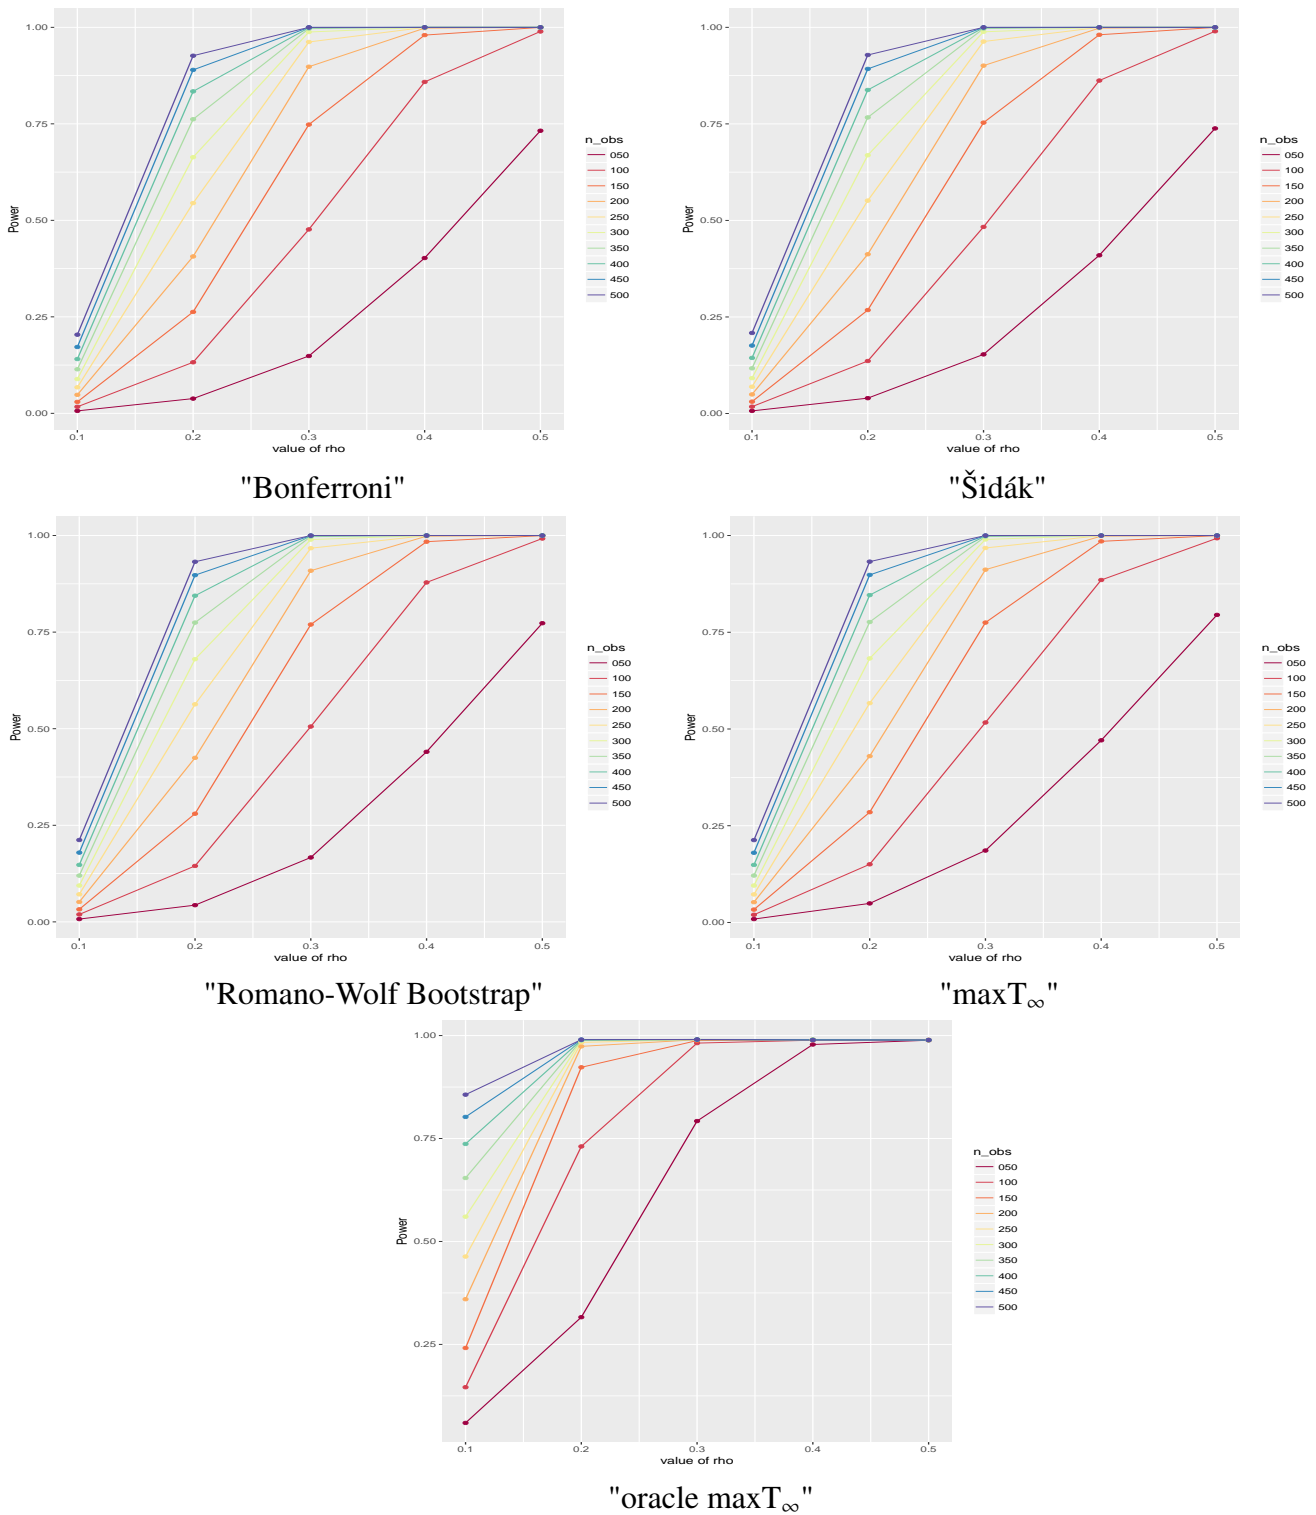 1.00
0.75
0.50
0.25
0.00
Power
0.1 0.2 0.3 0.4 0.5
value of rho
n_obs
050
100
150
200
250
300
350
400
450
500
"Bonferroni"
1.00
0.75
0.50
0.25
0.00
Power
0.1 0.2 0.3 0.4 0.5
value of rho
n_obs
050
100
150
200
250
300
350
400
450
500
"Šidák"
1.00
0.75
0.50
0.25
0.00
Power
0.1 0.2 0.3 0.4 0.5
value of rho
n_obs
050
100
150
200
250
300
350
400
450
500
"Romano-Wolf Bootstrap"
1.00
0.75
0.50
0.25
0.00
Power
0.1 0.2 0.3 0.4 0.5
value of rho
n_obs
050
100
150
200
250
300
350
400
450
500
"maxT∞"
1.00
0.75
0.50
0.25
Power
0.1 0.2 0.3 0.4 0.5
value of rho
n_obs
050
100
150
200
250
300
350
400
450
500
"oracle maxT∞"